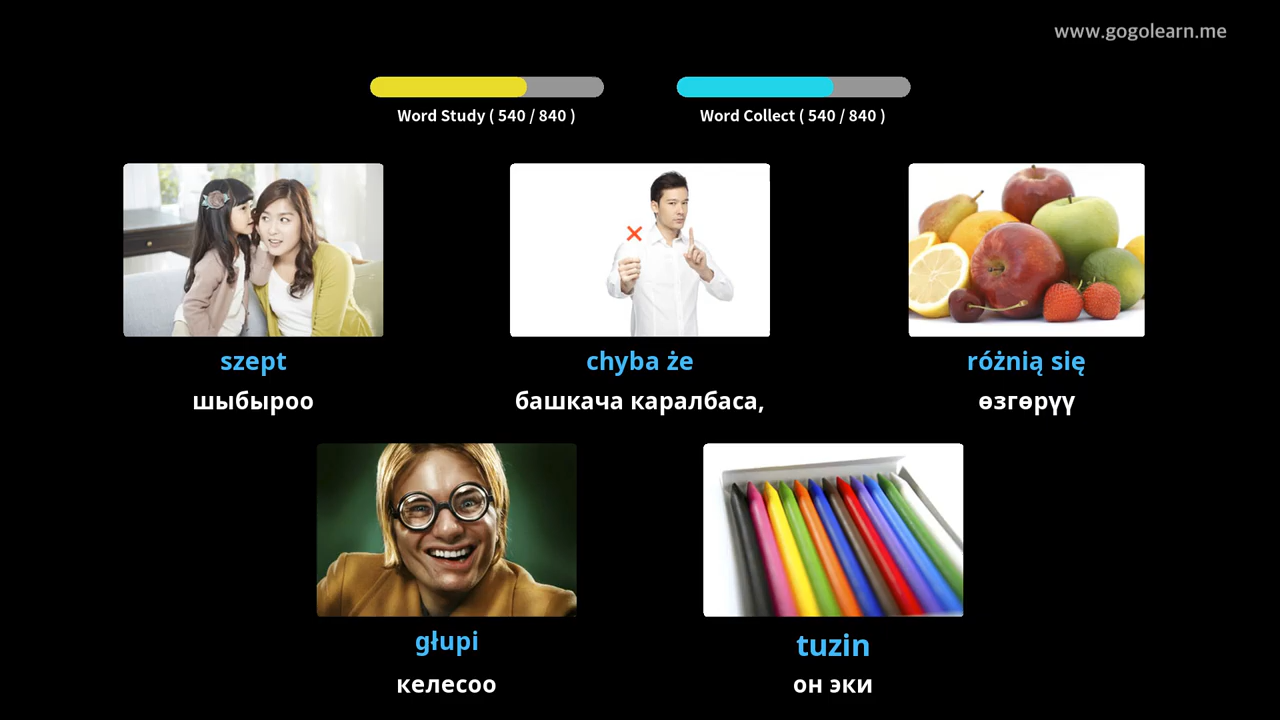 www.gogolearn.me
Word Study ( 540 / 840 )
Word Collect ( 540 / 840 )
szept
chyba że
różnią się
шыбыроо
башкача каралбаса,
өзгөрүү
głupi
tuzin
келесоо
он эки